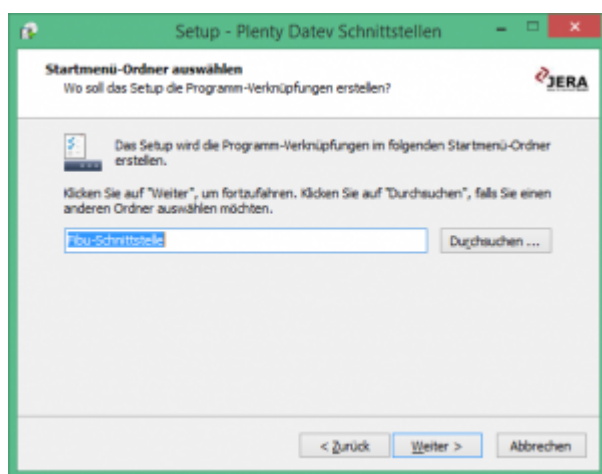 Setup - Plenty Datev Schnittstellen
Startmenü-Ordner auswählen
Wo soll das Setup die Programm-Verknüpfungen erstellen?
JERA
Das Setup wird die Programm-Verknüpfungen im folgenden Startmenü-Ordner
erstellen.
Klicken Sie auf "Weiter", um fortzufahren. Klicken Sie auf "Durchsuchen", falls Sie einen
anderen Ordner auswählen möchten.
Fibu-Schnittstelle
Durchsuchen ...
< Zurück
Weiter >
Abbrechen